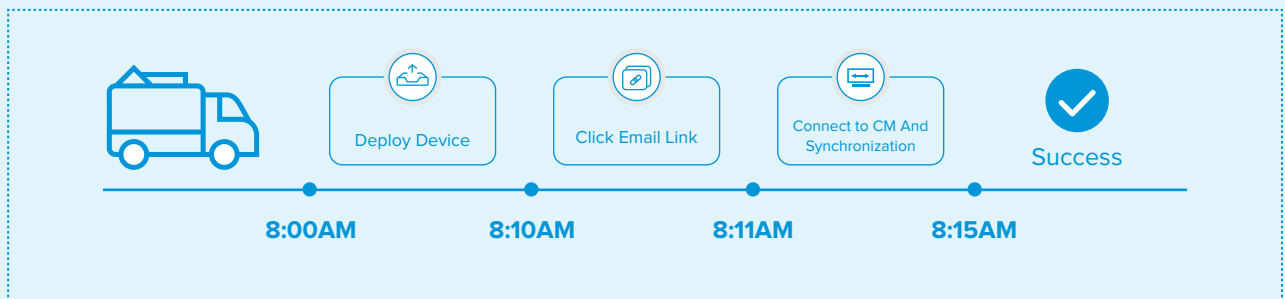 Deploy Device
Click Email Link
Connect to CM And
Synchronization
Success
8:00AM
8:10AM
8:11AM
8:15AM